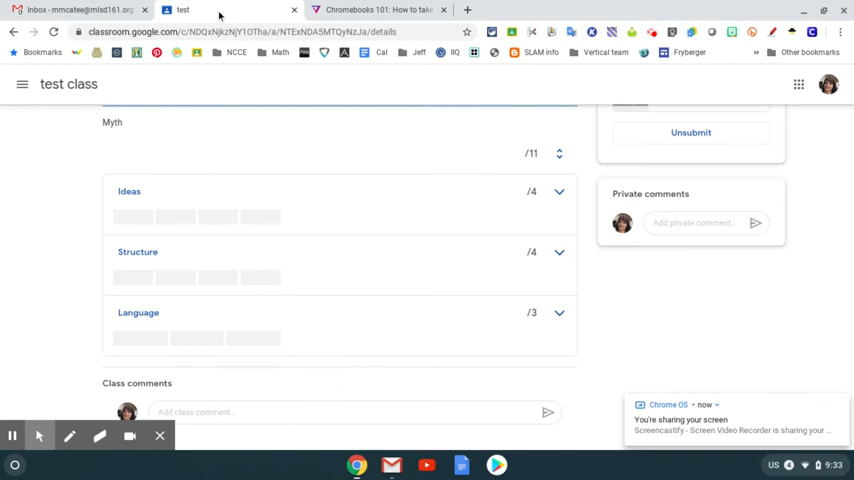 Inbox - mmcatee@mlsd161.org
test
Chromebooks 101: How to take
classroom.google.com/c/NDQxNjkzNjY1OTha/a/NTExNDA5MTQyNzJa/details
Bookmarks
NCCE
Math
Cal
Jeff
IIQ
SLAM info
Vertical team
Fryberger
Other bookmarks
test class
Myth
/11
Ideas
/4
Structure
/4
Language
/3
Class comments
Add class comment...
Unsubmit
Private comments
Add private comment...
Chrome OS • now
You're sharing your screen
Screencastify - Screen Video Recorder is sharing your ...
US
4
9:33